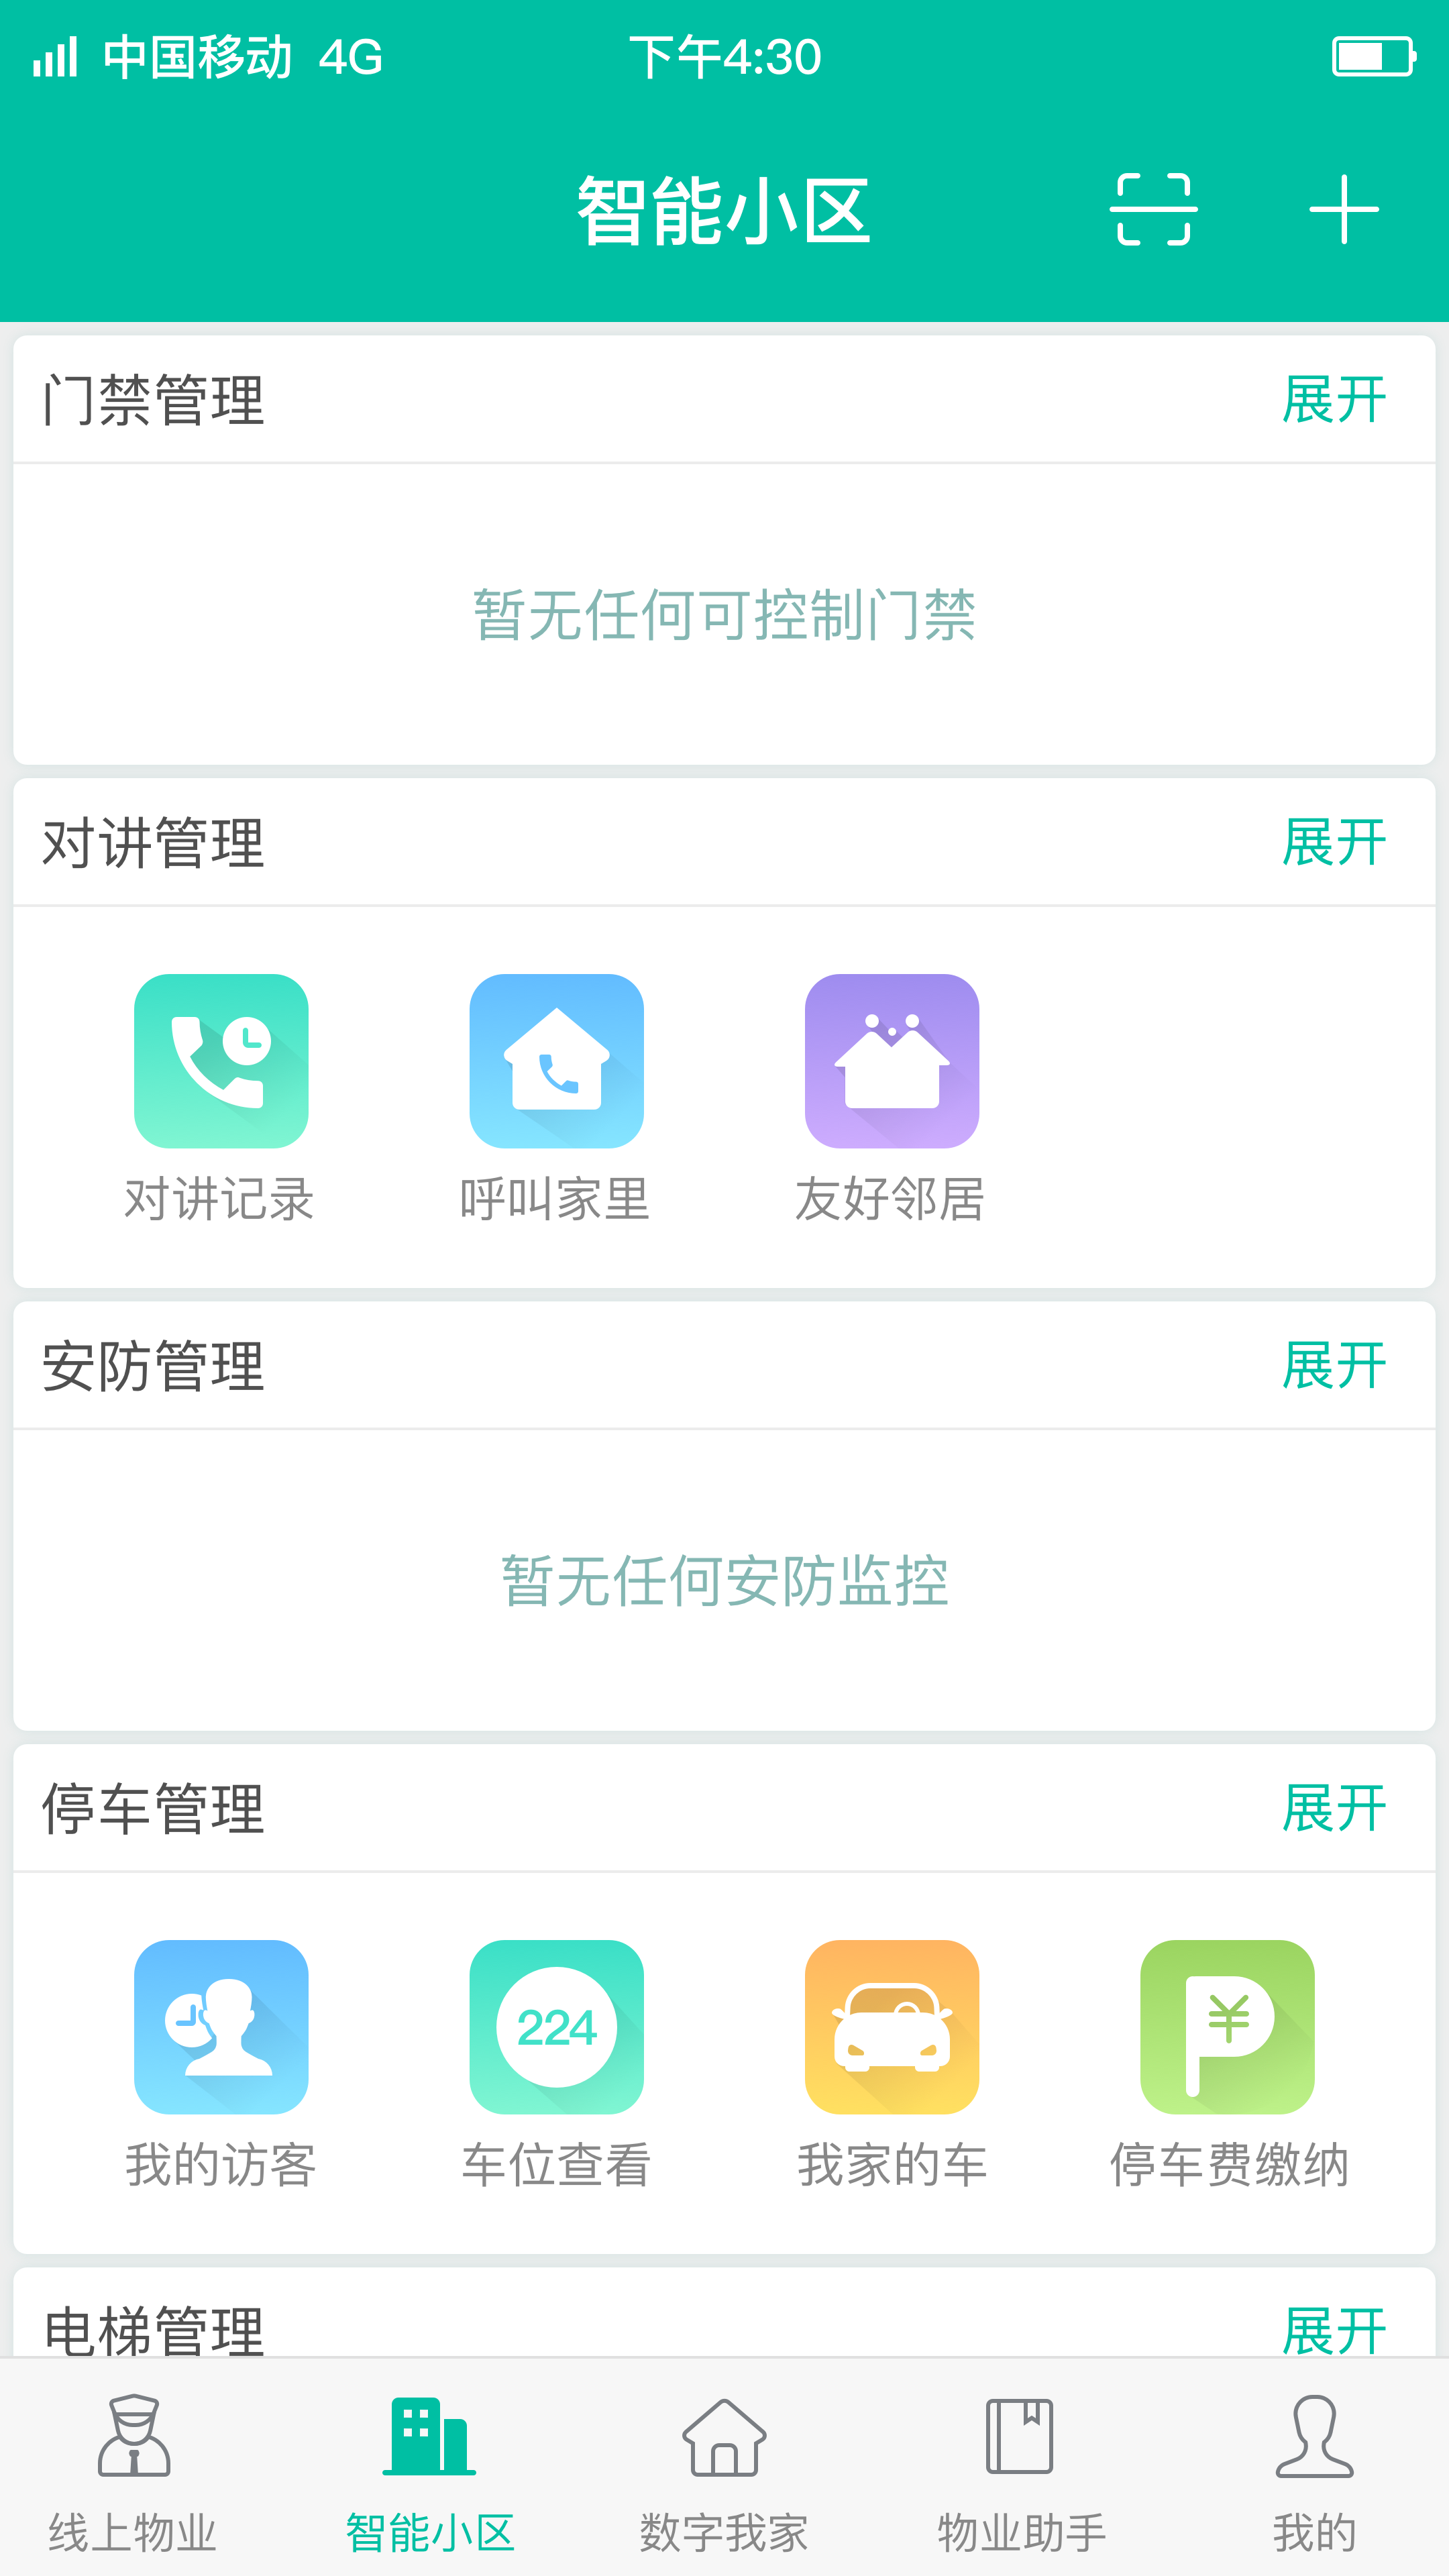 中国移动 4G 下午4:30
智能小区
门禁管理 展开
暂无任何可控制门禁
对讲管理 展开
对讲记录 呼叫家里 友好邻居
安防管理 展开
暂无任何安防监控
停车管理 展开
224 ¥
我的访客 车位查看 我家的车 停车费缴纳
电梯管理 展开
线上物业 智能小区 数字我家 物业助手 我的